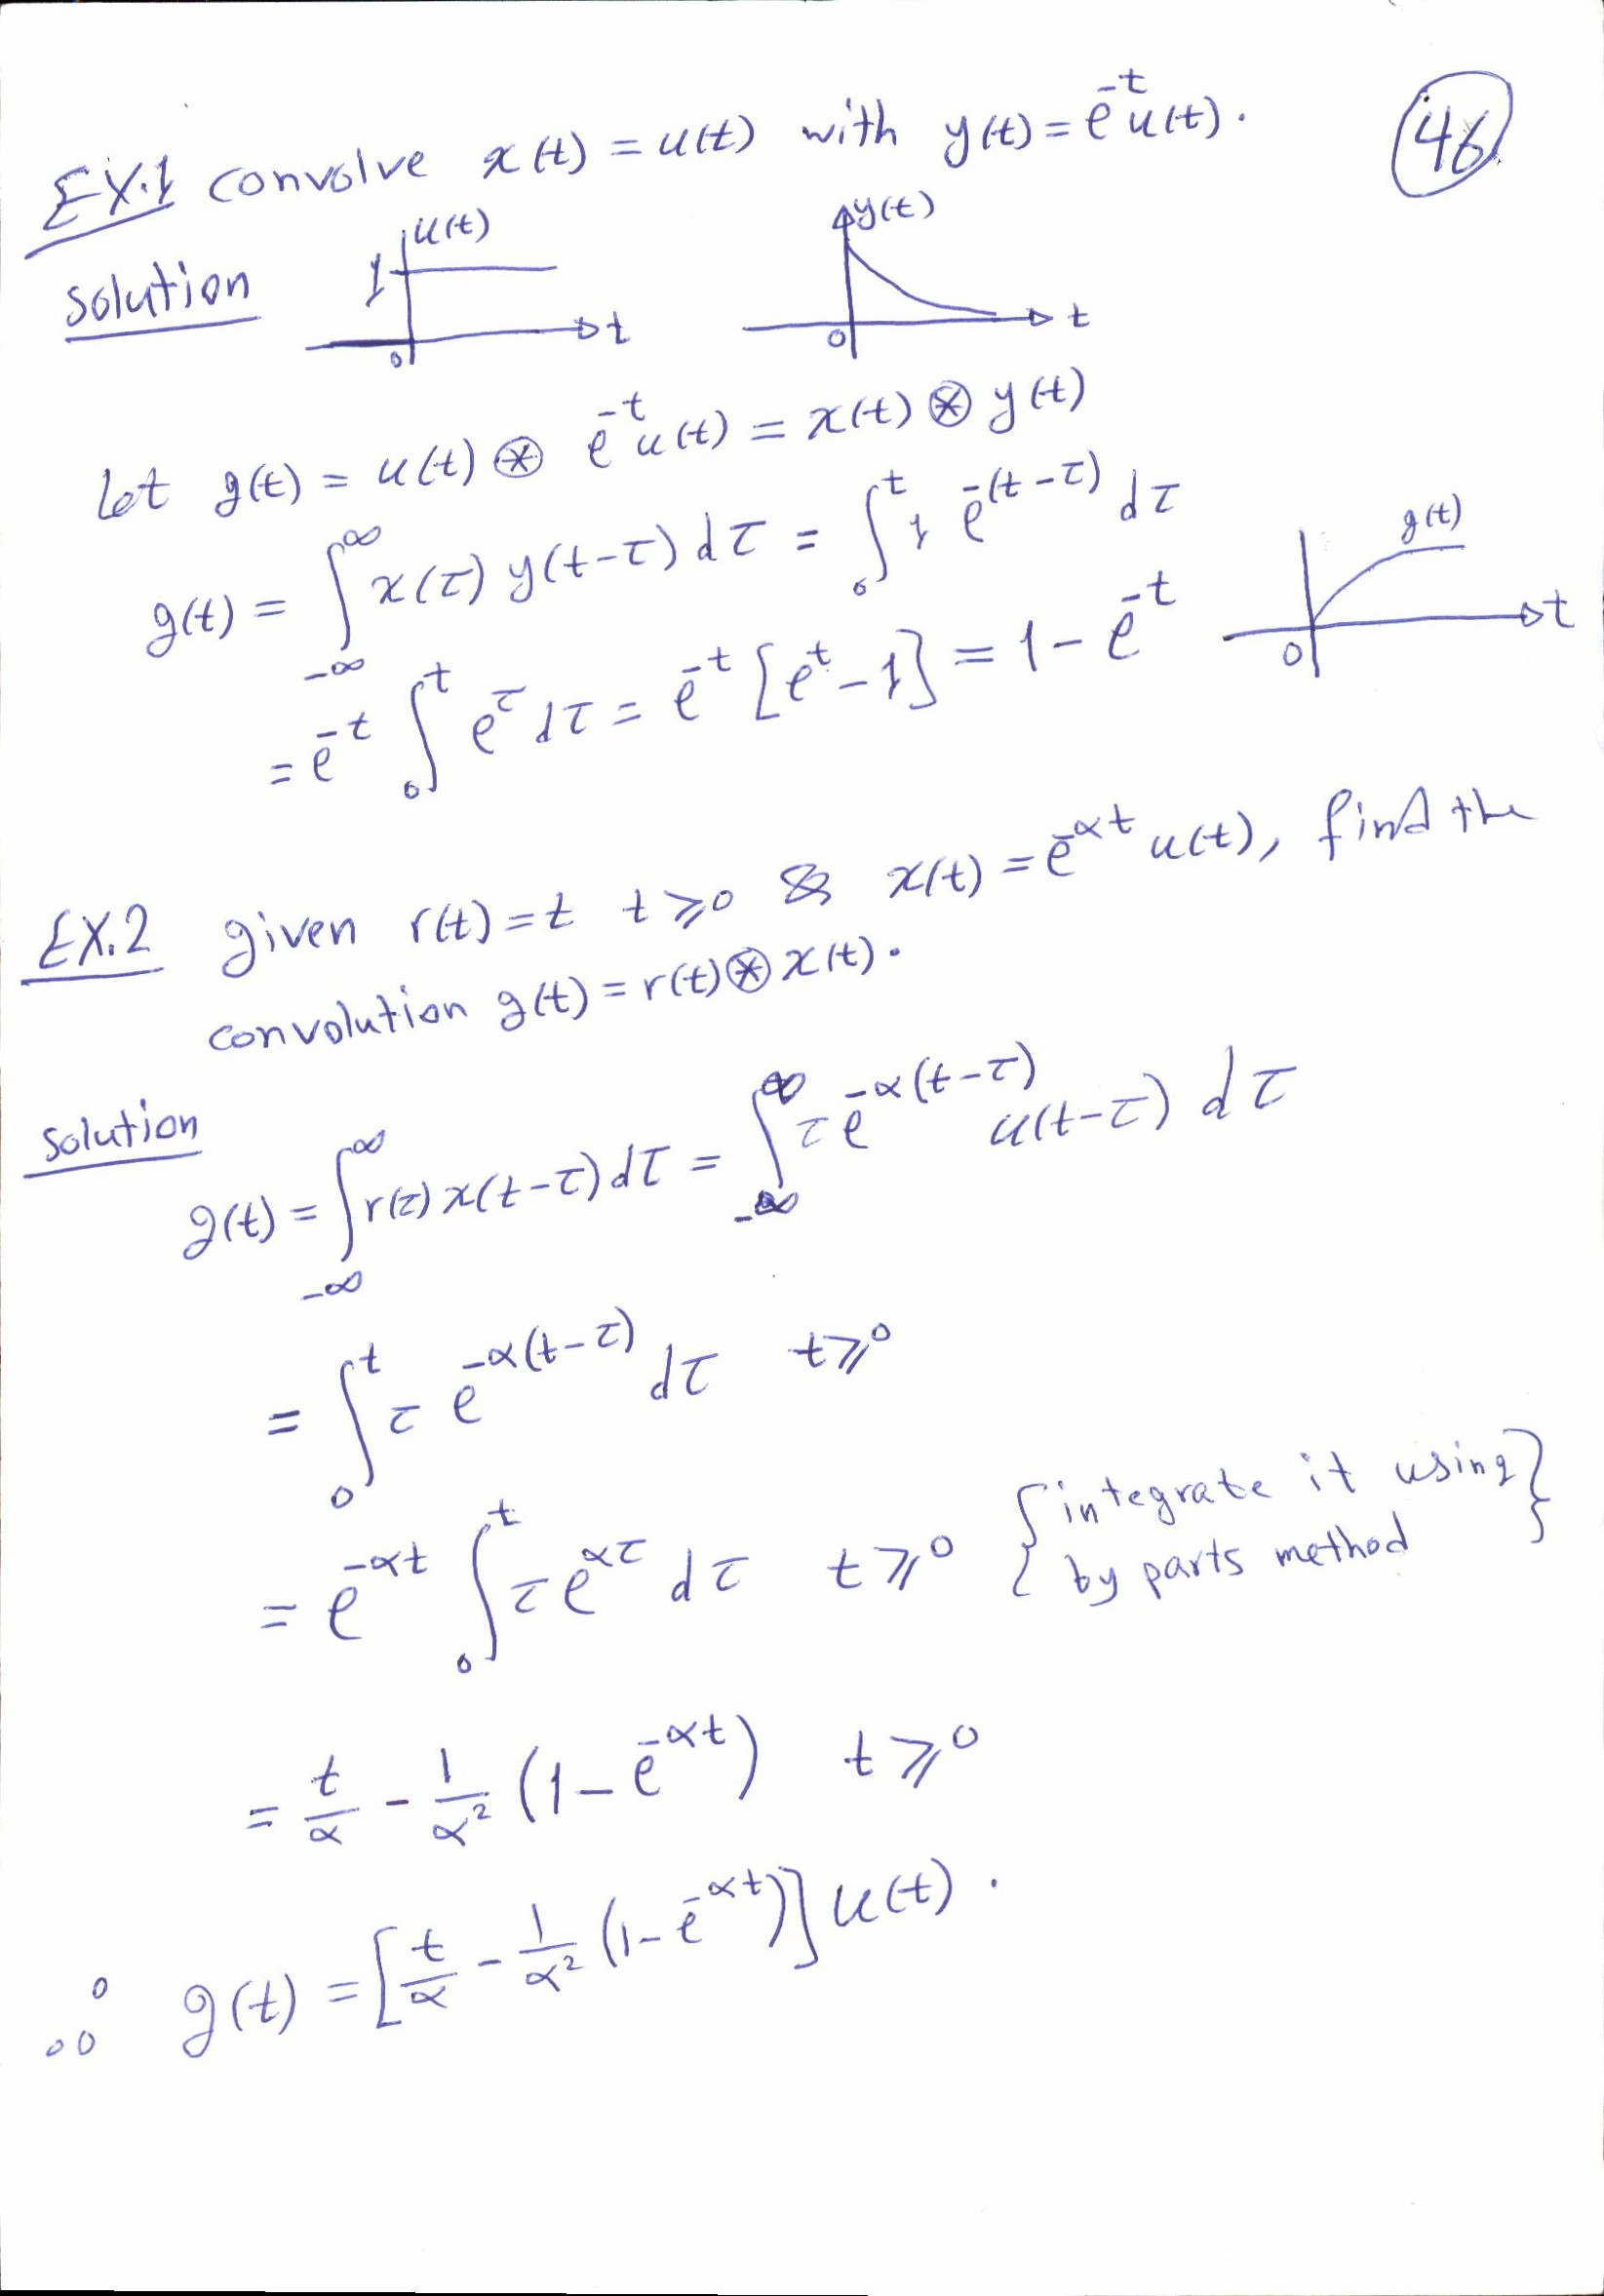 EX.1 convolve x(t) = u(t) with y(t) = e^{-t} u(t).
(46)
solution
u(t)
1
0
t
y(t)
0
t
Let g(t) = u(t) ⊛ e^{-t} u(t) = x(t) ⊛ y(t)
g(t) = ∫_{-∞}^{∞} x(τ) y(t-τ) dτ = ∫_0^t 1 e^{-(t-τ)} dτ
= e^{-t} ∫_0^t e^τ dτ = e^{-t} [e^t - 1] = 1 - e^{-t}
g(t)
0
t
EX.2 given r(t) = t t ⩾ 0 & x(t) = e^{-αt} u(t), find the
convolution g(t) = r(t) ⊛ x(t).
solution
g(t) = ∫_{-∞}^{∞} r(τ) x(t-τ) dτ = ∫_{-∞}^{∞} τ e^{-α(t-τ)} u(t-τ) dτ
= ∫_0^t τ e^{-α(t-τ)} dτ t ⩾ 0
= e^{-αt} ∫_0^t τ e^{ατ} dτ t ⩾ 0 {integrate it using
by parts method}
= t/α - 1/α² (1 - e^{-αt}) t ⩾ 0
∴ g(t) = [t/α - 1/α² (1 - e^{-αt})] u(t).